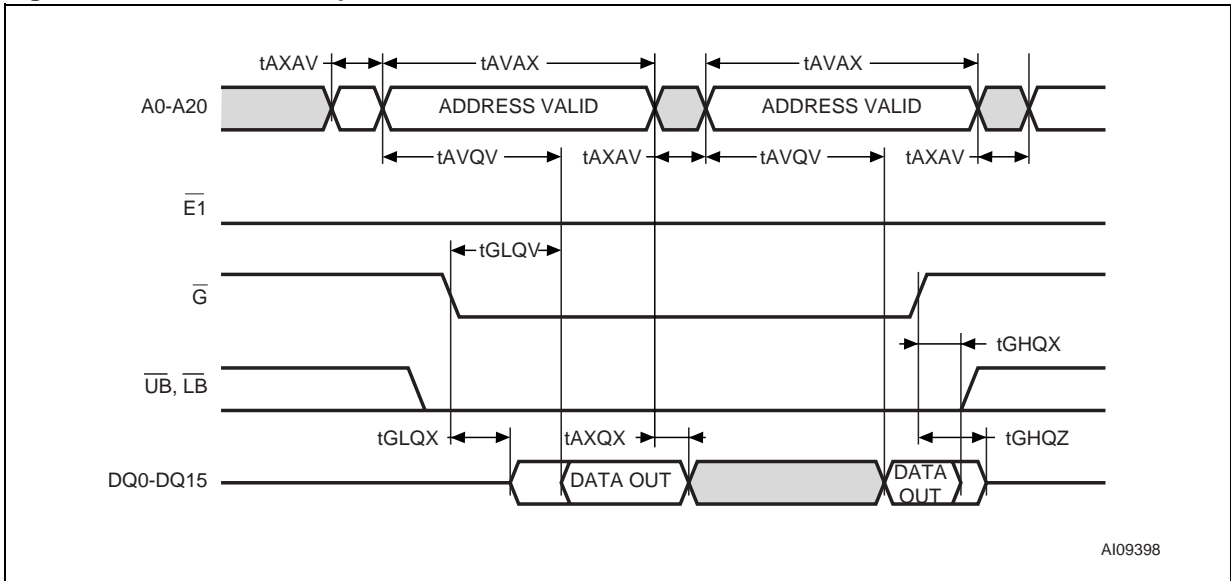 tAXAV
tAVAX
tAVAX
A0-A20
ADDRESS VALID
ADDRESS VALID
tAVQV
tAXAV
tAVQV
tAXAV
E1
tGLQV
G
tGHQX
UB, LB
tGLQX
tAXQX
tGHQZ
DQ0-DQ15
DATA OUT
DATA
OUT
AI09398